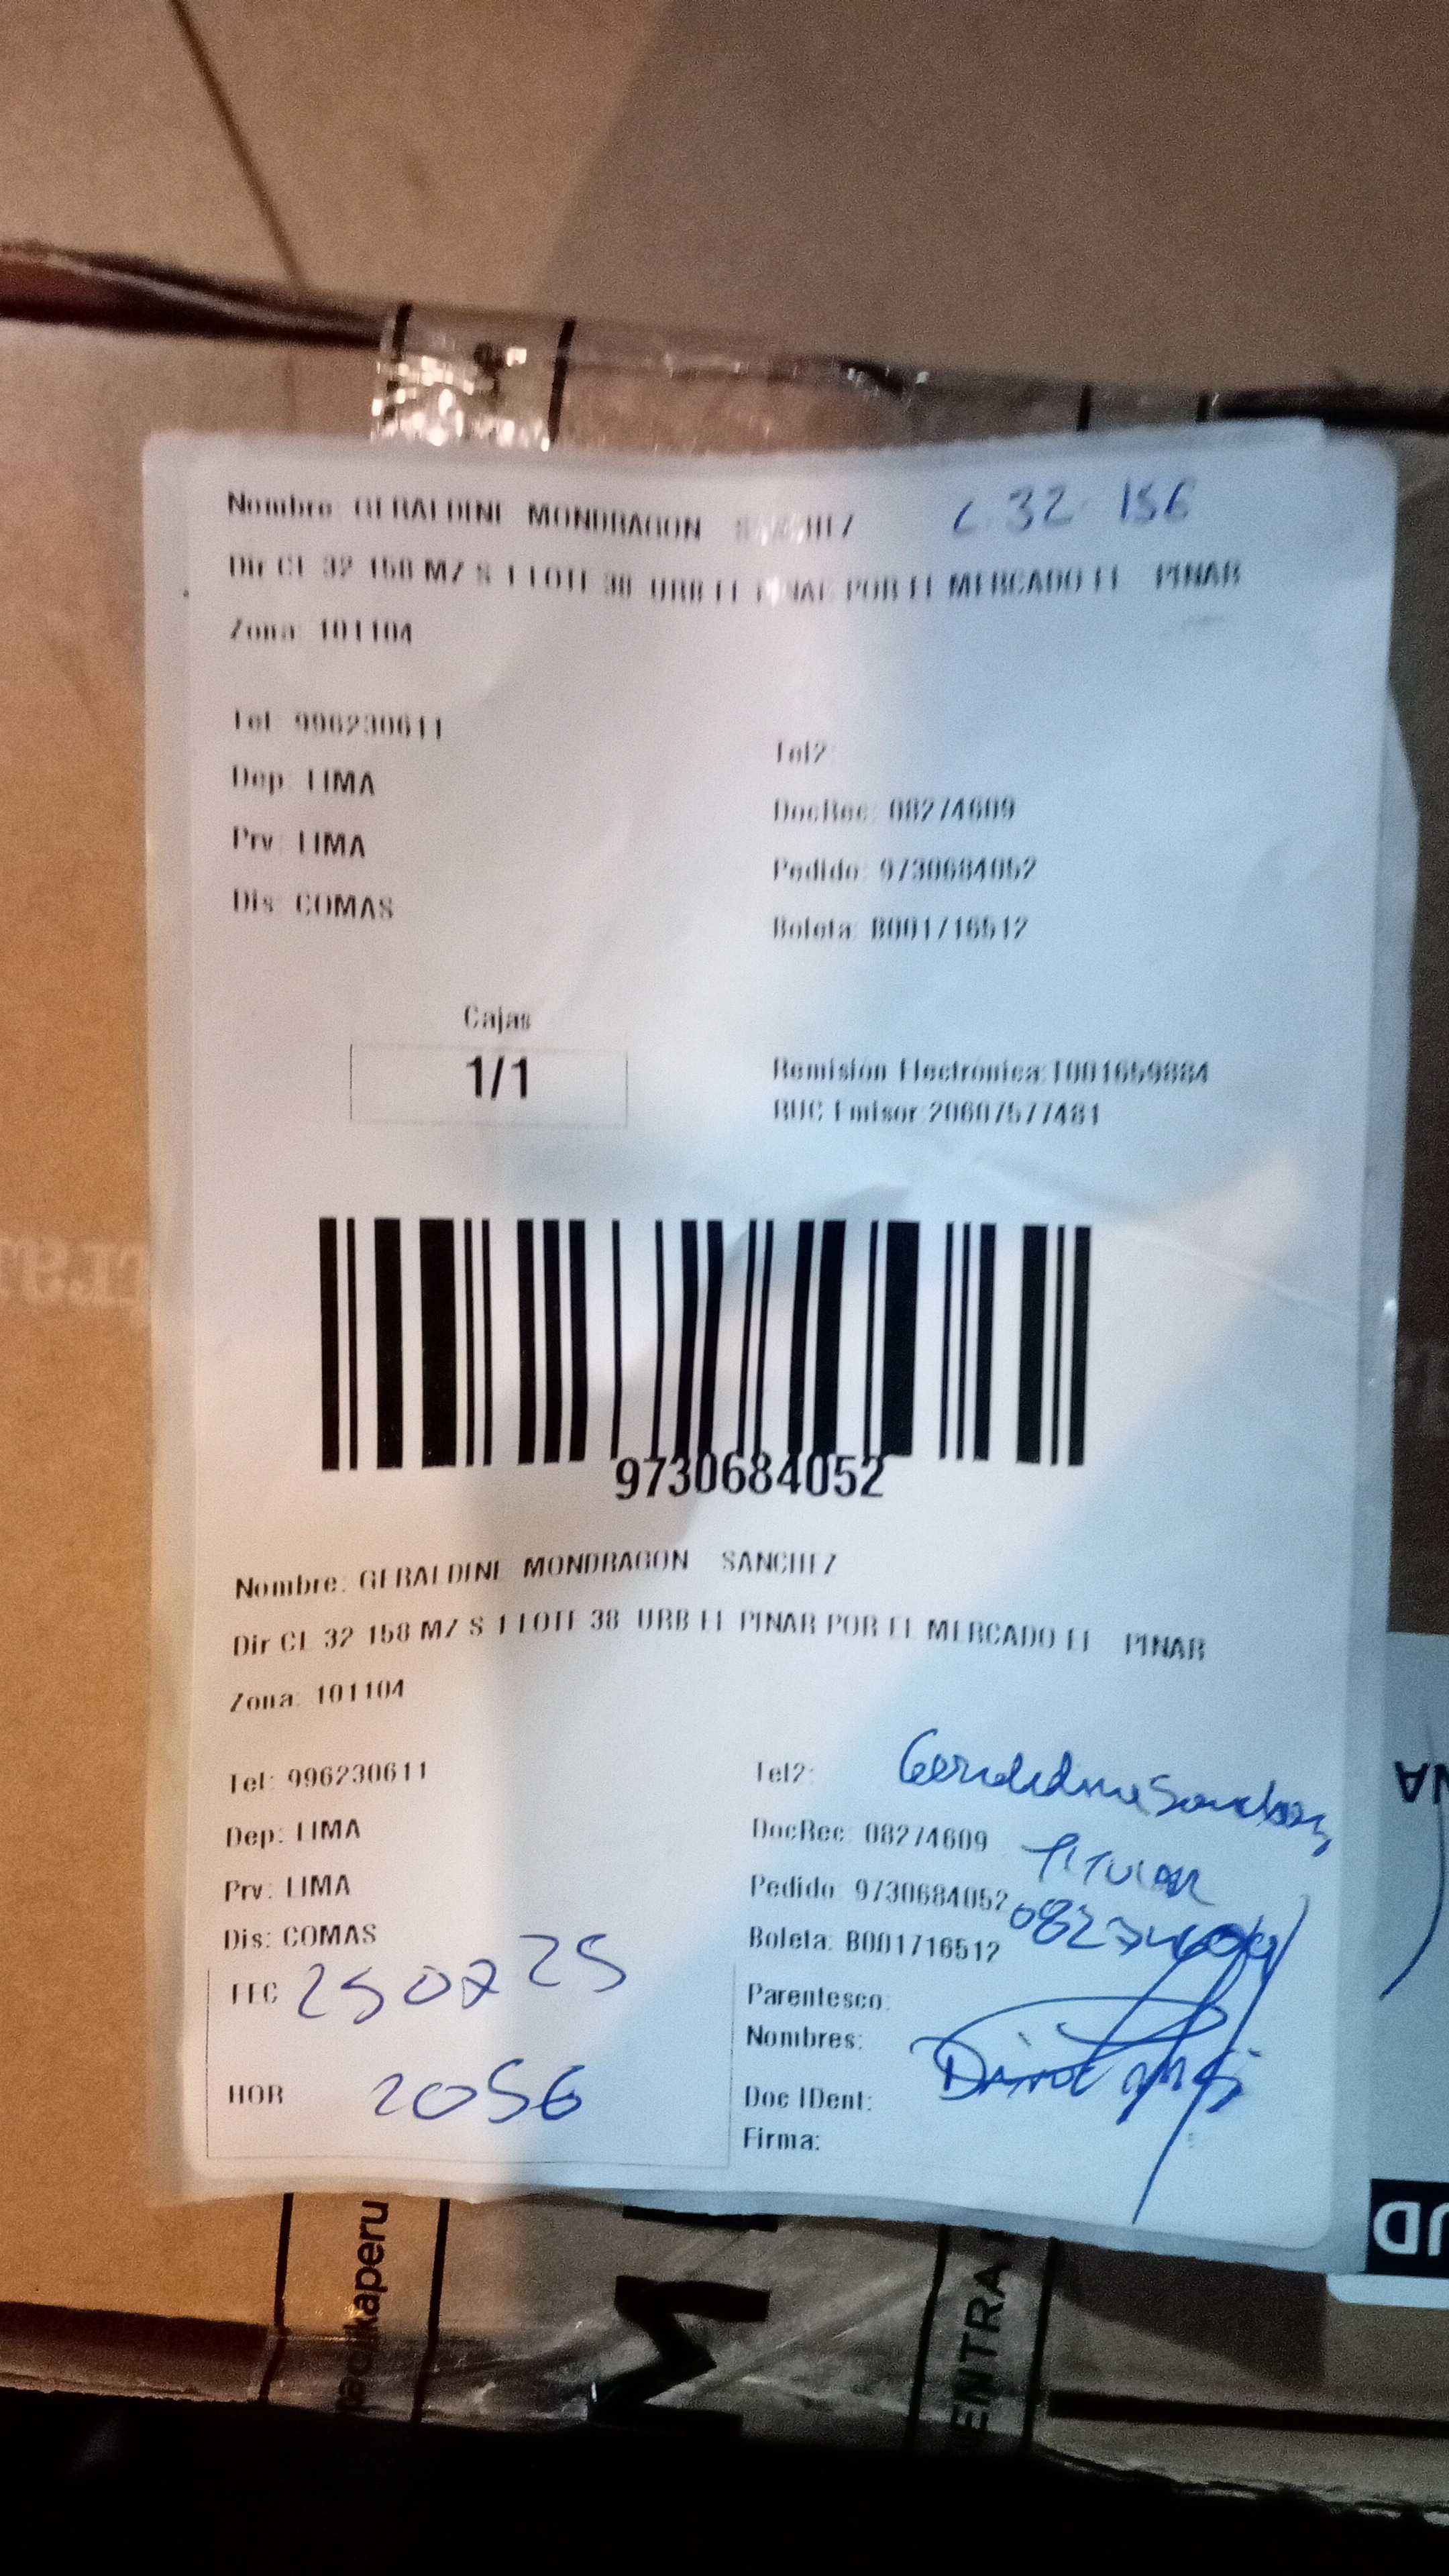 Nombre: GERALDINE MONDRAGON SANCHEZ
C. 32 156
Dir CL 32 158 MZ S 1 LOTE 38 URB EL PINAR POR EL MERCADO EL PINAR
Zona: 101104
Tel: 996230611
Tel2:
Dep: LIMA
DocRec: 08274609
Prv: LIMA
Pedido: 9730684052
Dis: COMAS
Boleta: B001716512
Cajas
1/1
Remisión Electrónica:T001659884
RUC Emisor:20607577481
9730684052
Nombre: GERALDINE MONDRAGON SANCHEZ
Dir CL 32 158 MZ S 1 LOTE 38 URB EL PINAR POR EL MERCADO EL PINAR
Zona: 101104
Tel: 996230611
Tel2:
Dep: LIMA
DocRec: 08274609
TITULAR
Prv: LIMA
Pedido: 9730684052
08274609
Dis: COMAS
Boleta: B001716512
FEC 250725
Parentesco:
Nombres:
HOR 2056
Doc IDent:
Firma: